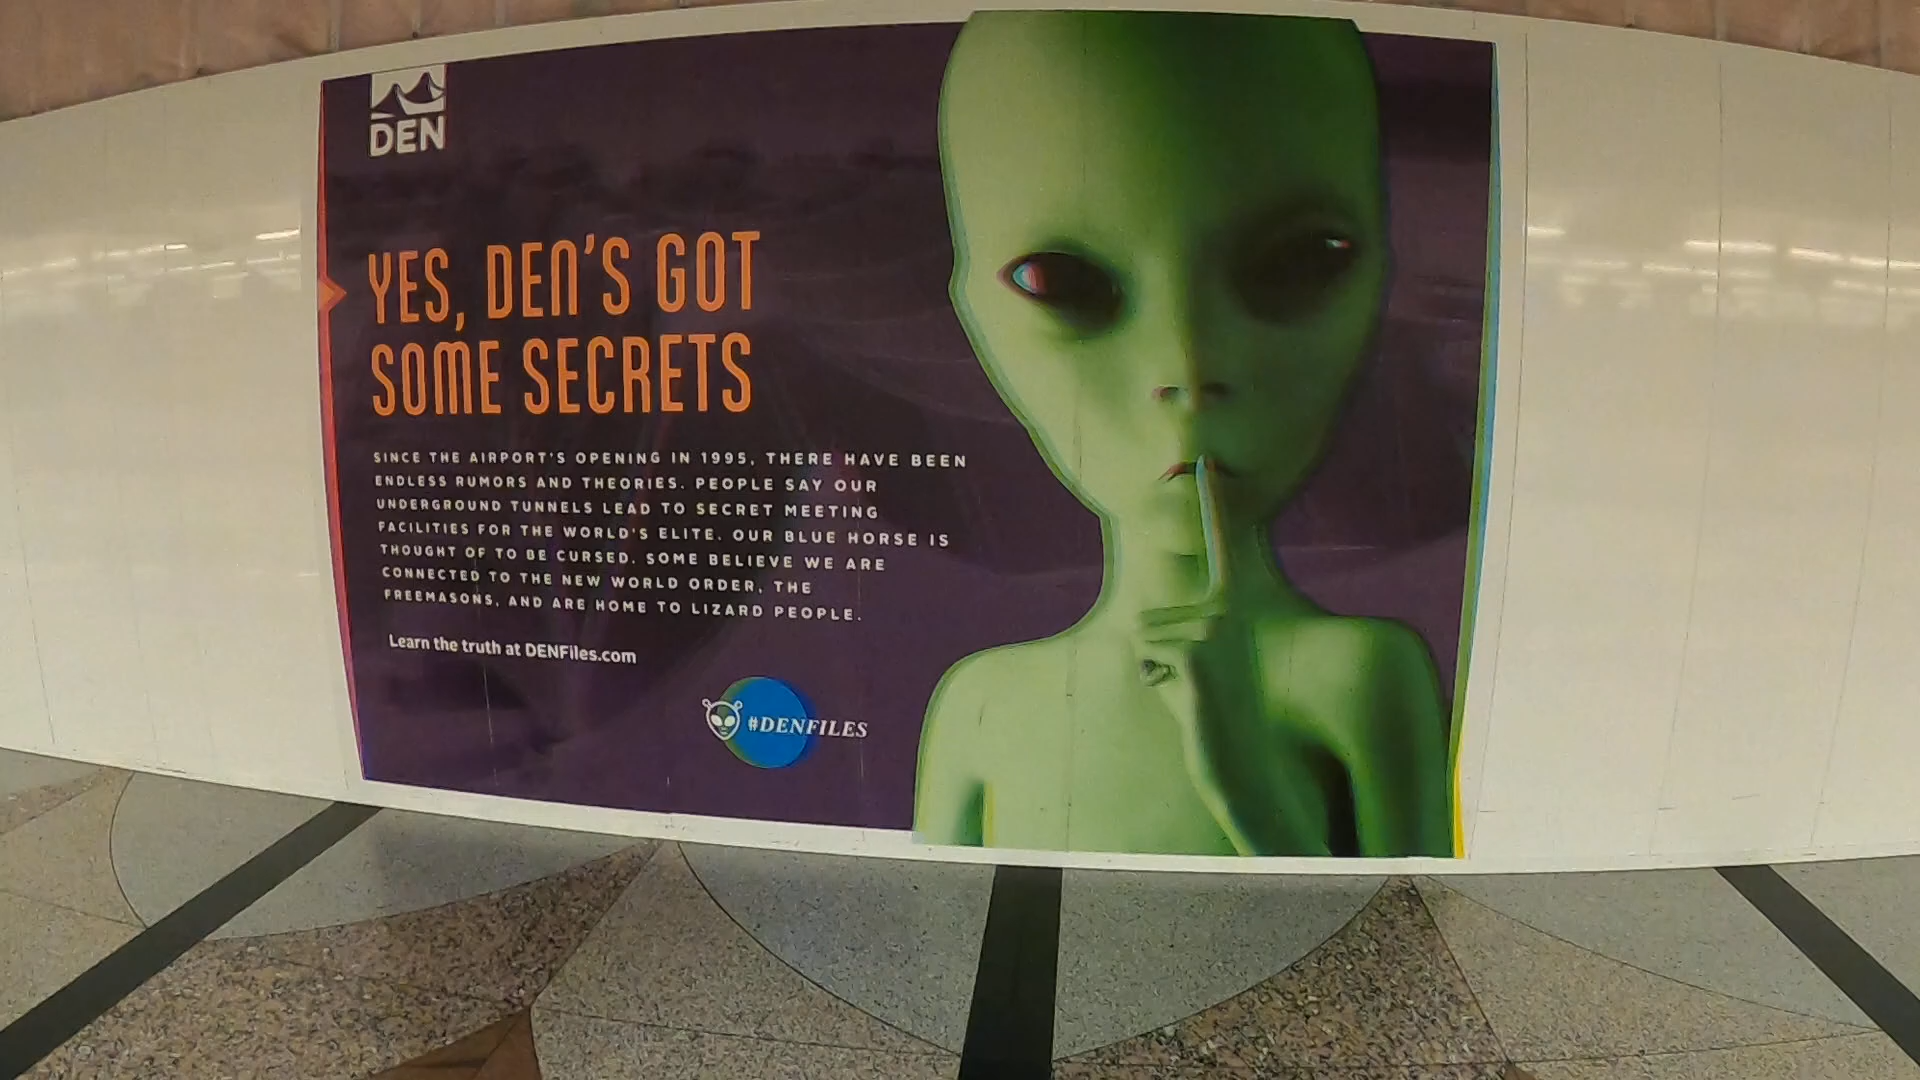 DEN
YES, DEN'S GOT
SOME SECRETS
SINCE THE AIRPORT'S OPENING IN 1995, THERE HAVE BEEN
ENDLESS RUMORS AND THEORIES. PEOPLE SAY OUR
UNDERGROUND TUNNELS LEAD TO SECRET MEETING
FACILITIES FOR THE WORLD'S ELITE. OUR BLUE HORSE IS
THOUGHT OF TO BE CURSED. SOME BELIEVE WE ARE
CONNECTED TO THE NEW WORLD ORDER, THE
FREEMASONS, AND ARE HOME TO LIZARD PEOPLE.
Learn the truth at DENFiles.com
#DENFILES